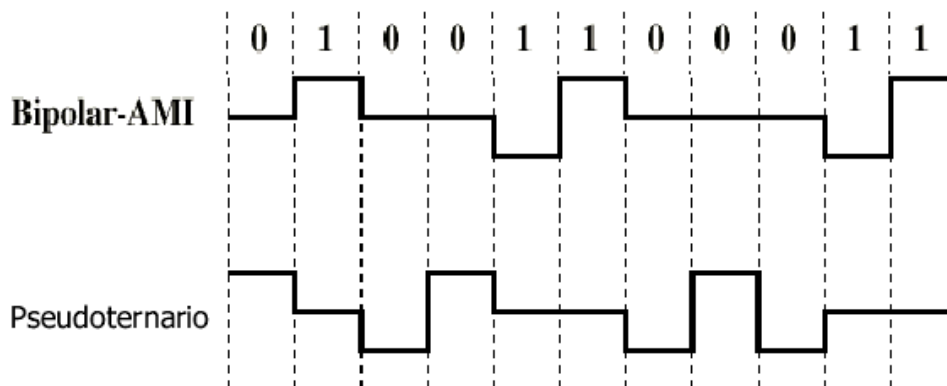 0 1 0 0 1 1 0 0 0 1 1
Bipolar-AMI
Pseudoternario